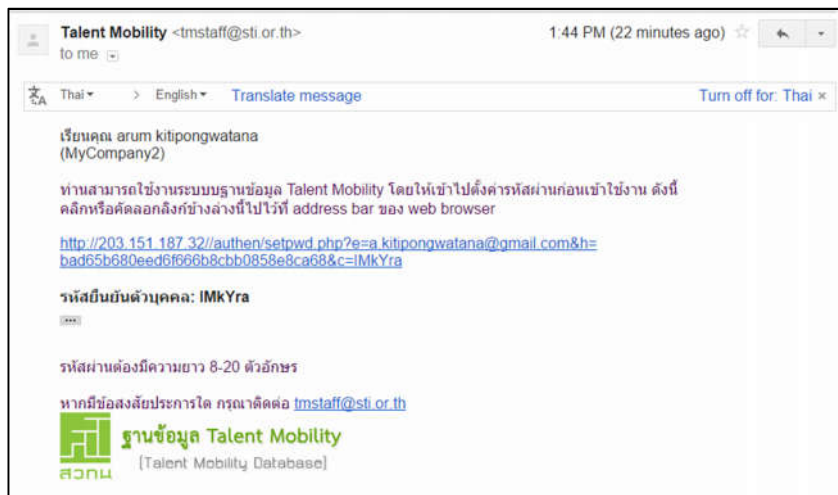 Talent Mobility <tmstaff@sti.or.th> 1:44 PM (22 minutes ago)
to me
Thai > English Translate message Turn off for: Thai ×
เรียนคุณ arum kitipongwatana
(MyCompany2)
ท่านสามารถใช้งานระบบบฐานข้อมูล Talent Mobility โดยให้เข้าไปตั้งค่ารหัสผ่านก่อนเข้าใช้งาน ดังนี้
คลิกหรือคัดลอกลิงก์ข้างล่างนี้ไปไว้ที่ address bar ของ web browser
http://203.151.187.32//authen/setpwd.php?e=a.kitipongwatana@gmail.com&h=
bad65b680eed6f666b8cbb0858e8ca68&c=lMkYra
รหัสยืนยันตัวบุคคล: lMkYra
รหัสผ่านต้องมีความยาว 8-20 ตัวอักษร
หากมีข้อสงสัยประการใด กรุณาติดต่อ tmstaff@sti.or.th
ฐานข้อมูล Talent Mobility
[Talent Mobility Database]
สวทน